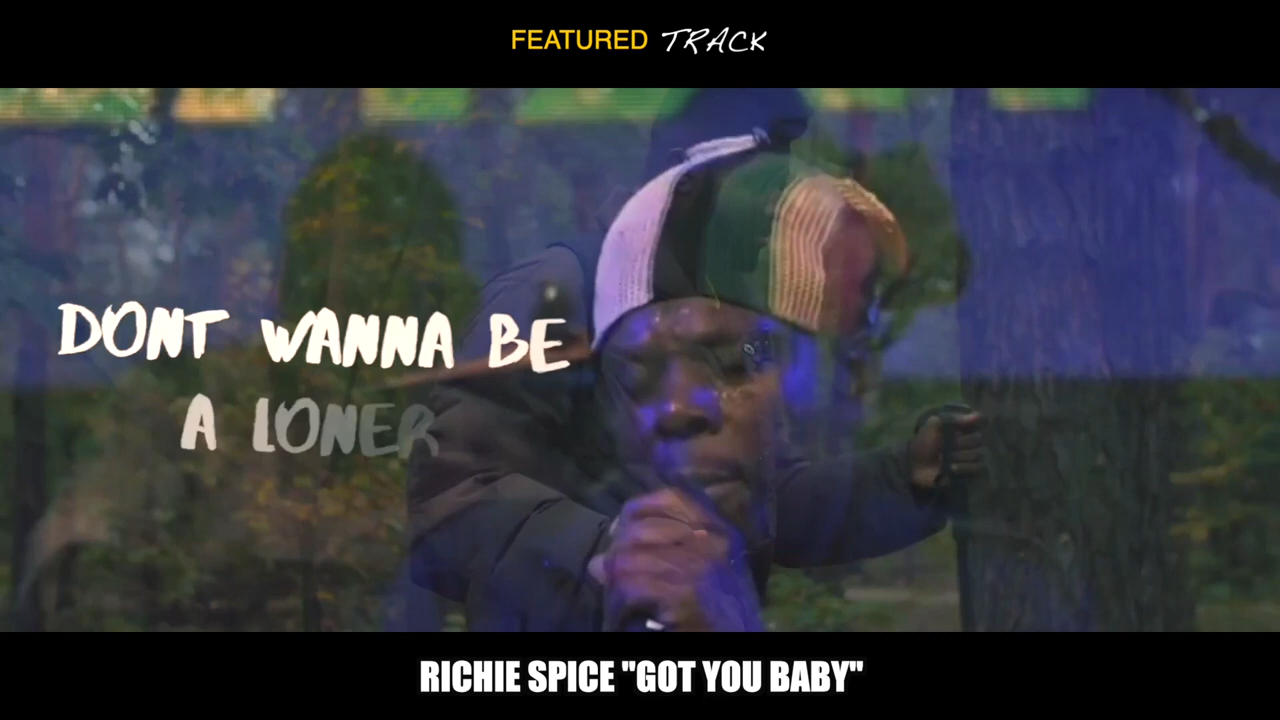 FEATURED TRACK
DONT WANNA BE
A LONER
RICHIE SPICE "GOT YOU BABY"